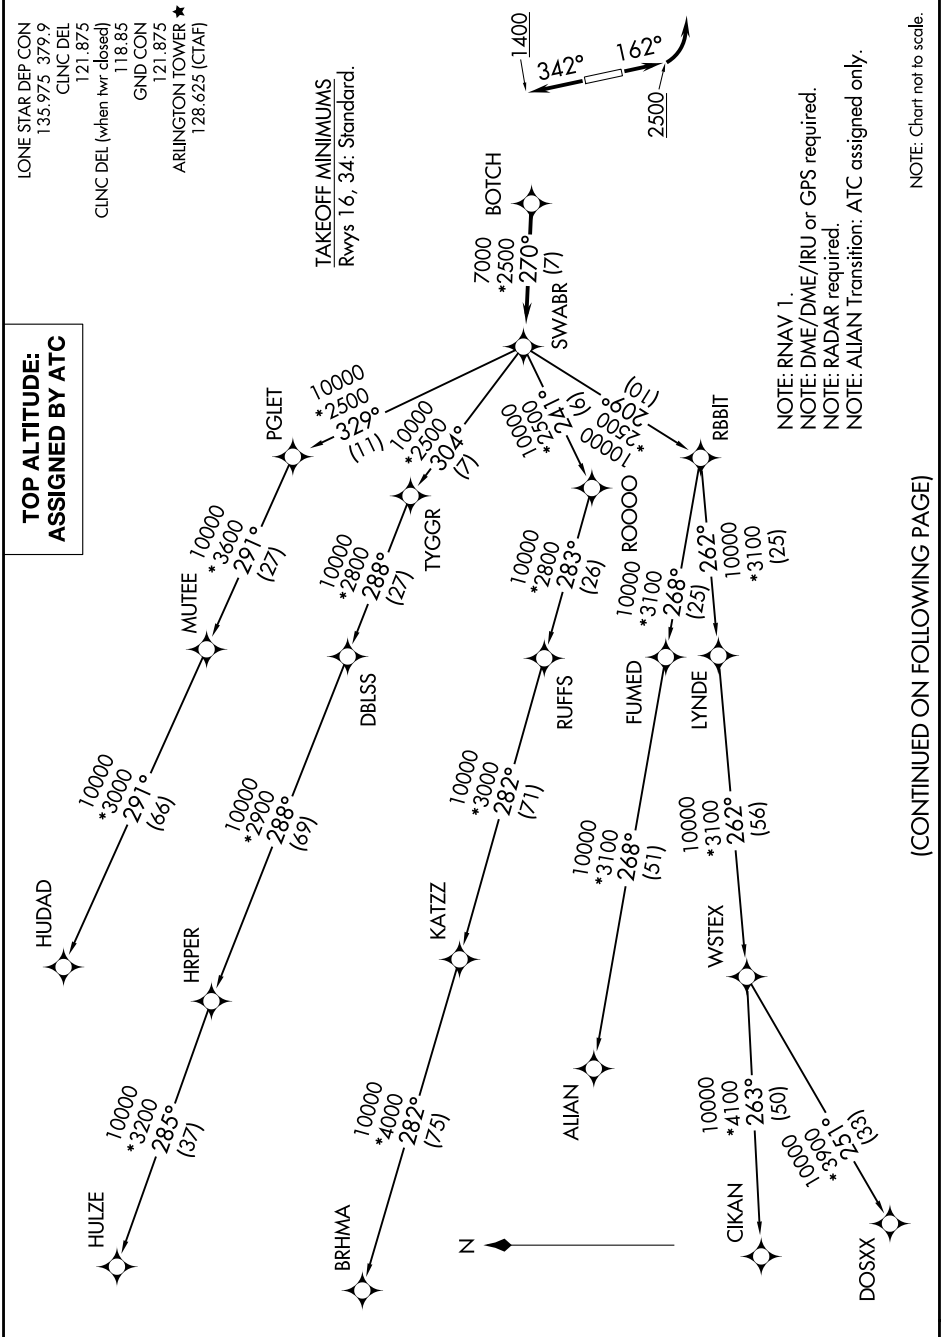 TOP ALTITUDE:
ASSIGNED BY ATC
LONE STAR DEP CON
135.975 379.9
CLNC DEL
121.875
CLNC DEL (when twr closed)
118.85
GND CON
121.875
ARLINGTON TOWER ★
128.625 (CTAF)
TAKEOFF MINIMUMS
Rwys 16, 34: Standard.
1400
342°
162°
2500
BOTCH
7000
*2500
270°
(7)
SWABR
PGLET
10000
*2500
329°
(11)
10000
*2500
304°
(7)
TYGGR
10000
*2500
241°
(9)
ROOOO
10000
*2500
209°
(10)
RBBIT
MUTEE
10000
*3600
291°
(27)
HUDAD
10000
*3000
291°
(66)
10000
*2800
288°
(27)
DBLSS
10000
*2900
288°
(69)
HRPER
10000
*3200
285°
(37)
HULZE
10000
*2800
283°
(26)
RUFFS
10000
*3000
282°
(71)
KATZZ
10000
*4000
282°
(75)
BRHMA
10000
*3100
268°
(25)
FUMED
10000
*3100
268°
(51)
ALIAN
262°
10000
*3100
(25)
LYNDE
10000
*3100
262°
(56)
WSTEX
10000
*4100
263°
(50)
CIKAN
10000
*3900
251°
(33)
DOSXX
N
NOTE: RNAV 1.
NOTE: DME/DME/IRU or GPS required.
NOTE: RADAR required.
NOTE: ALIAN Transition: ATC assigned only.
NOTE: Chart not to scale.
(CONTINUED ON FOLLOWING PAGE)